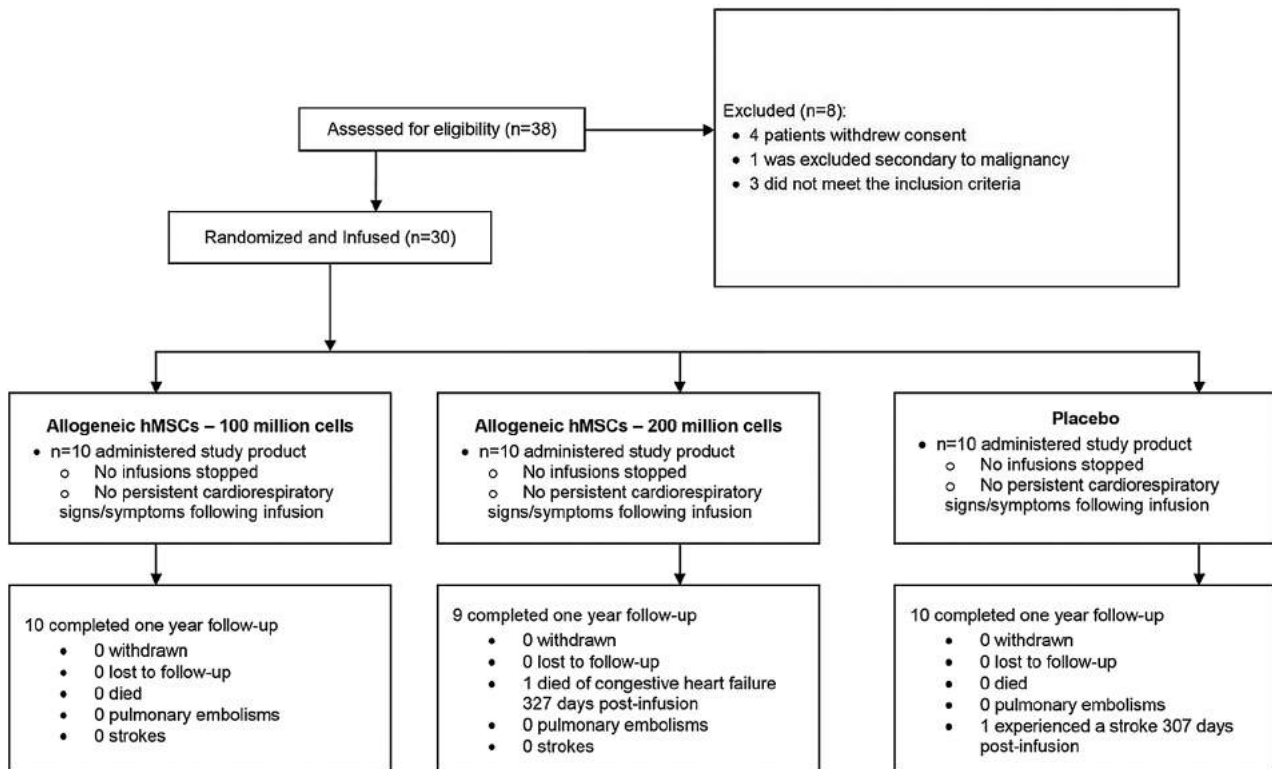 Assessed for eligibility (n=38)
Excluded (n=8):
• 4 patients withdrew consent
• 1 was excluded secondary to malignancy
• 3 did not meet the inclusion criteria
Randomized and Infused (n=30)
Allogeneic hMSCs – 100 million cells
• n=10 administered study product
o No infusions stopped
o No persistent cardiorespiratory
signs/symptoms following infusion
Allogeneic hMSCs – 200 million cells
• n=10 administered study product
o No infusions stopped
o No persistent cardiorespiratory
signs/symptoms following infusion
Placebo
• n=10 administered study product
o No infusions stopped
o No persistent cardiorespiratory
signs/symptoms following infusion
10 completed one year follow-up
• 0 withdrawn
• 0 lost to follow-up
• 0 died
• 0 pulmonary embolisms
• 0 strokes
9 completed one year follow-up
• 0 withdrawn
• 0 lost to follow-up
• 1 died of congestive heart failure
327 days post-infusion
• 0 pulmonary embolisms
• 0 strokes
10 completed one year follow-up
• 0 withdrawn
• 0 lost to follow-up
• 0 died
• 0 pulmonary embolisms
• 1 experienced a stroke 307 days
post-infusion